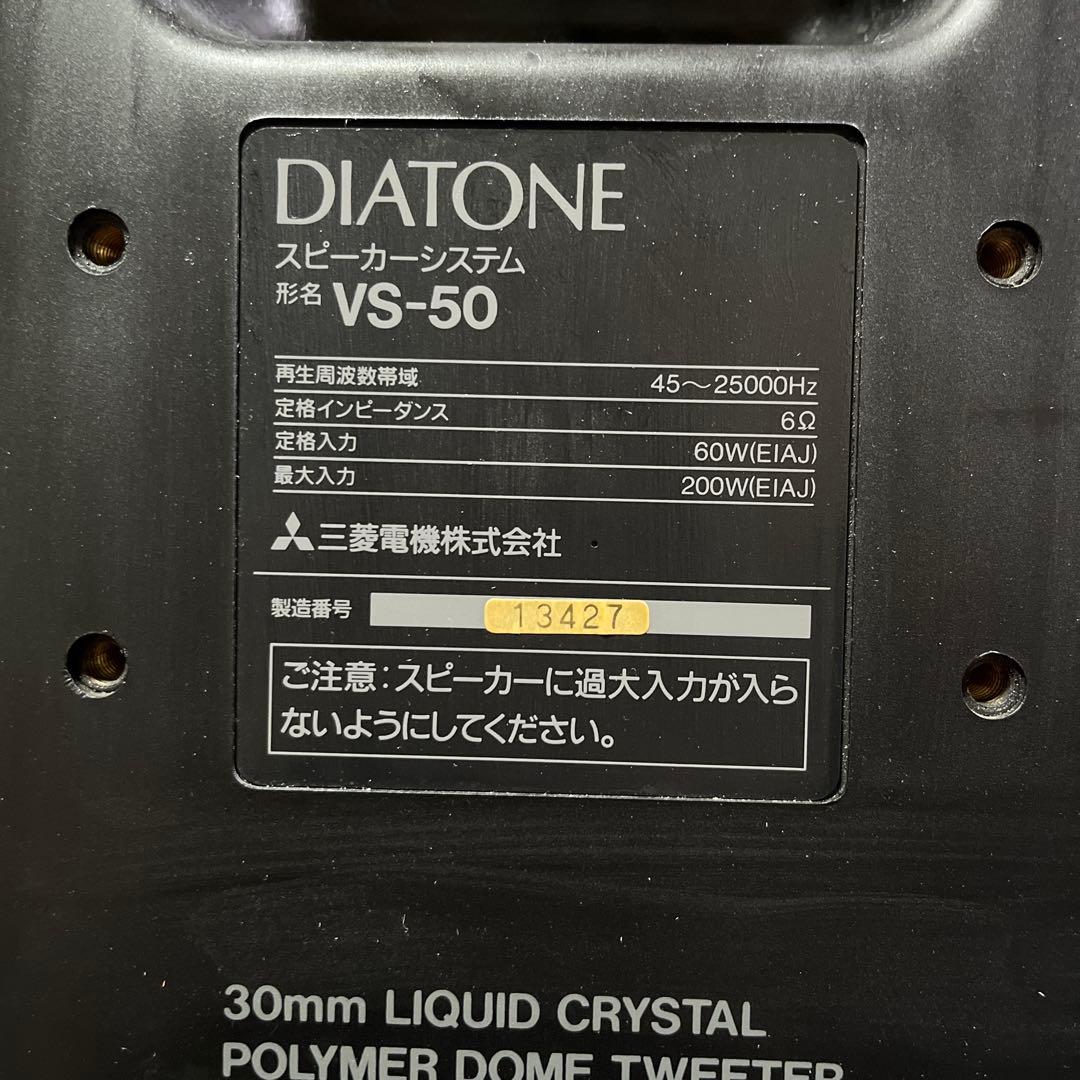 DIATONE
スピーカーシステム
形名 VS-50
再生周波数帯域 45～25000Hz
定格インピーダンス 6Ω
定格入力 60W(EIAJ)
最大入力 200W(EIAJ)
三菱電機株式会社
製造番号 13427
ご注意:スピーカーに過大入力が入ら
ないようにしてください。
30mm LIQUID CRYSTAL
POLYMER DOME TWEETER